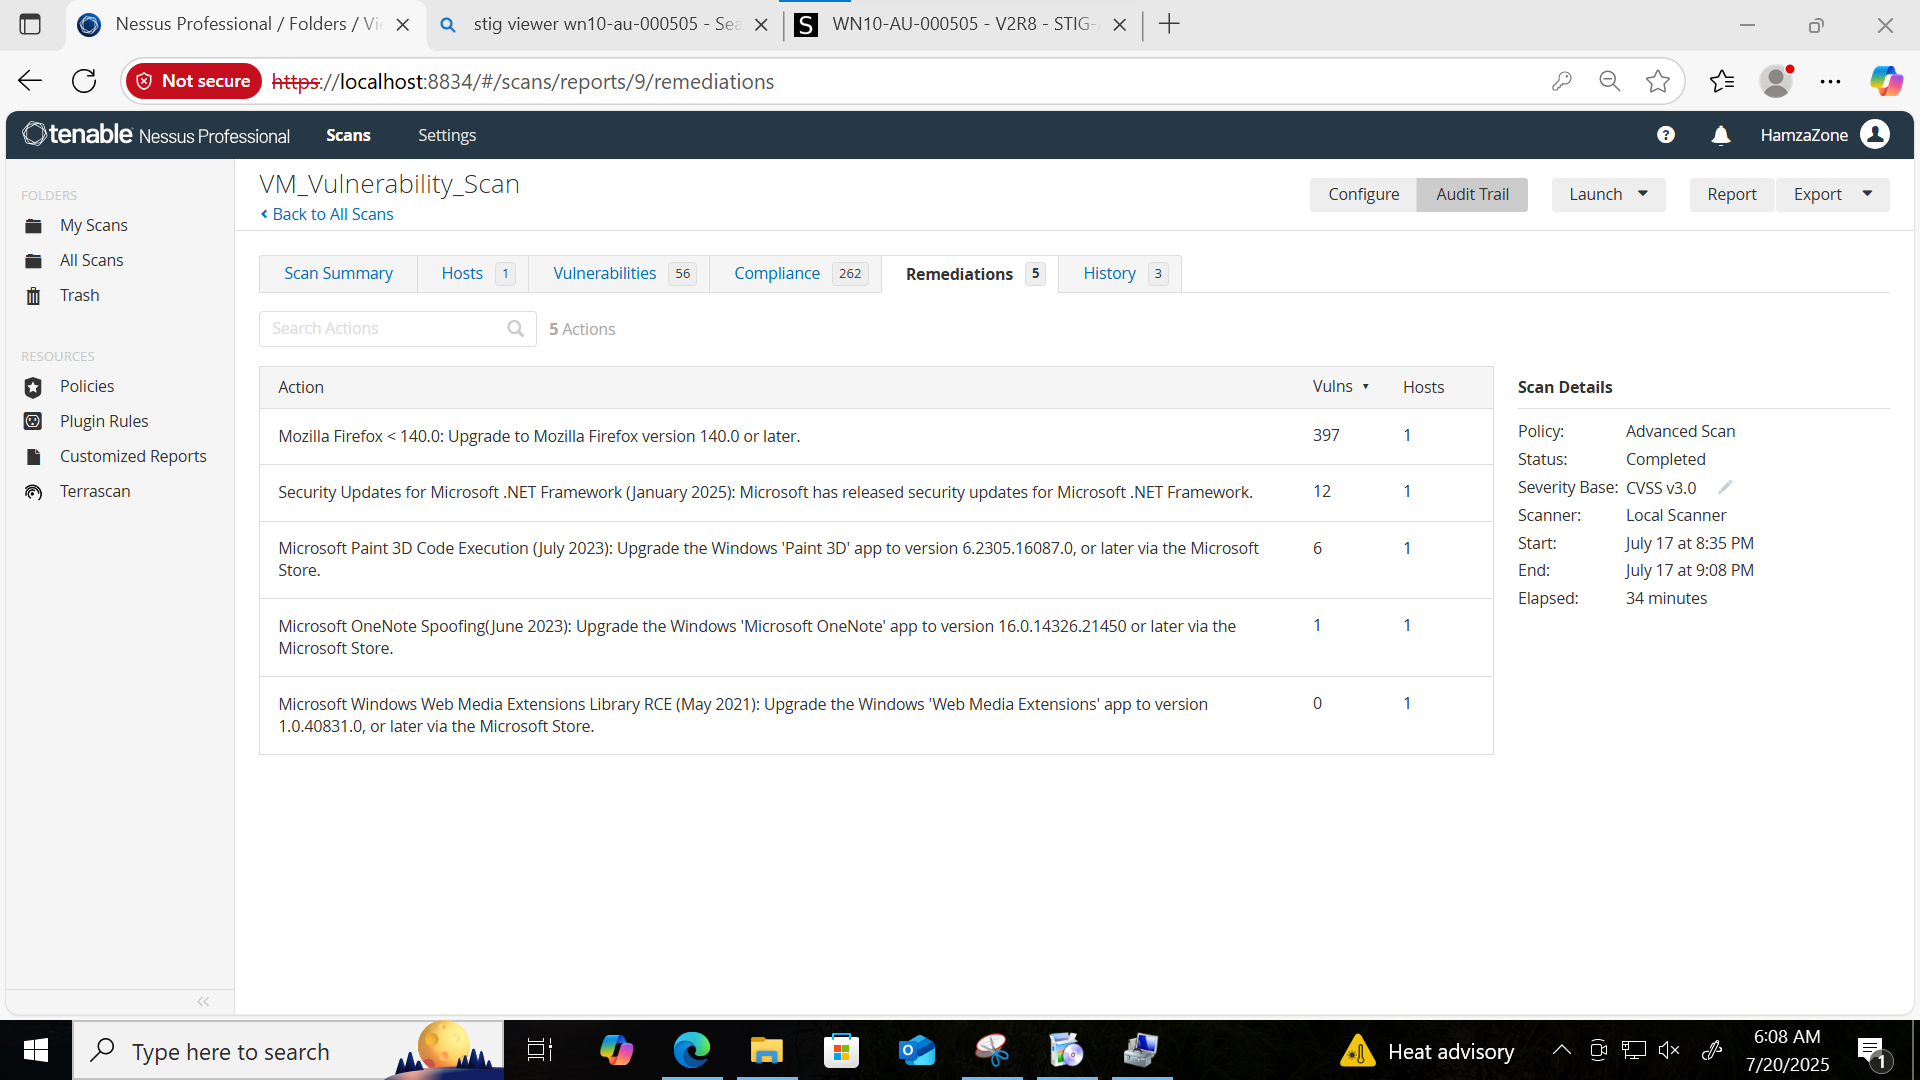 Nessus Professional / Folders / Vi
stig viewer wn10-au-000505 - Sea
WN10-AU-000505 - V2R8 - STIG-
Not secure
https://localhost:8834/#/scans/reports/9/remediations
tenable Nessus Professional
Scans
Settings
HamzaZone
FOLDERS
My Scans
All Scans
Trash
RESOURCES
Policies
Plugin Rules
Customized Reports
Terrascan
VM_Vulnerability_Scan
Back to All Scans
Configure
Audit Trail
Launch
Report
Export
Scan Summary
Hosts 1
Vulnerabilities 56
Compliance 262
Remediations 5
History 3
Search Actions
5 Actions
Action Vulns Hosts
Mozilla Firefox < 140.0: Upgrade to Mozilla Firefox version 140.0 or later. 397 1
Security Updates for Microsoft .NET Framework (January 2025): Microsoft has released security updates for Microsoft .NET Framework. 12 1
Microsoft Paint 3D Code Execution (July 2023): Upgrade the Windows 'Paint 3D' app to version 6.2305.16087.0, or later via the Microsoft 6 1
Store.
Microsoft OneNote Spoofing(June 2023): Upgrade the Windows 'Microsoft OneNote' app to version 16.0.14326.21450 or later via the 1 1
Microsoft Store.
Microsoft Windows Web Media Extensions Library RCE (May 2021): Upgrade the Windows 'Web Media Extensions' app to version 0 1
1.0.40831.0, or later via the Microsoft Store.
Scan Details
Policy: Advanced Scan
Status: Completed
Severity Base: CVSS v3.0
Scanner: Local Scanner
Start: July 17 at 8:35 PM
End: July 17 at 9:08 PM
Elapsed: 34 minutes
Type here to search
Heat advisory
6:08 AM
7/20/2025
1